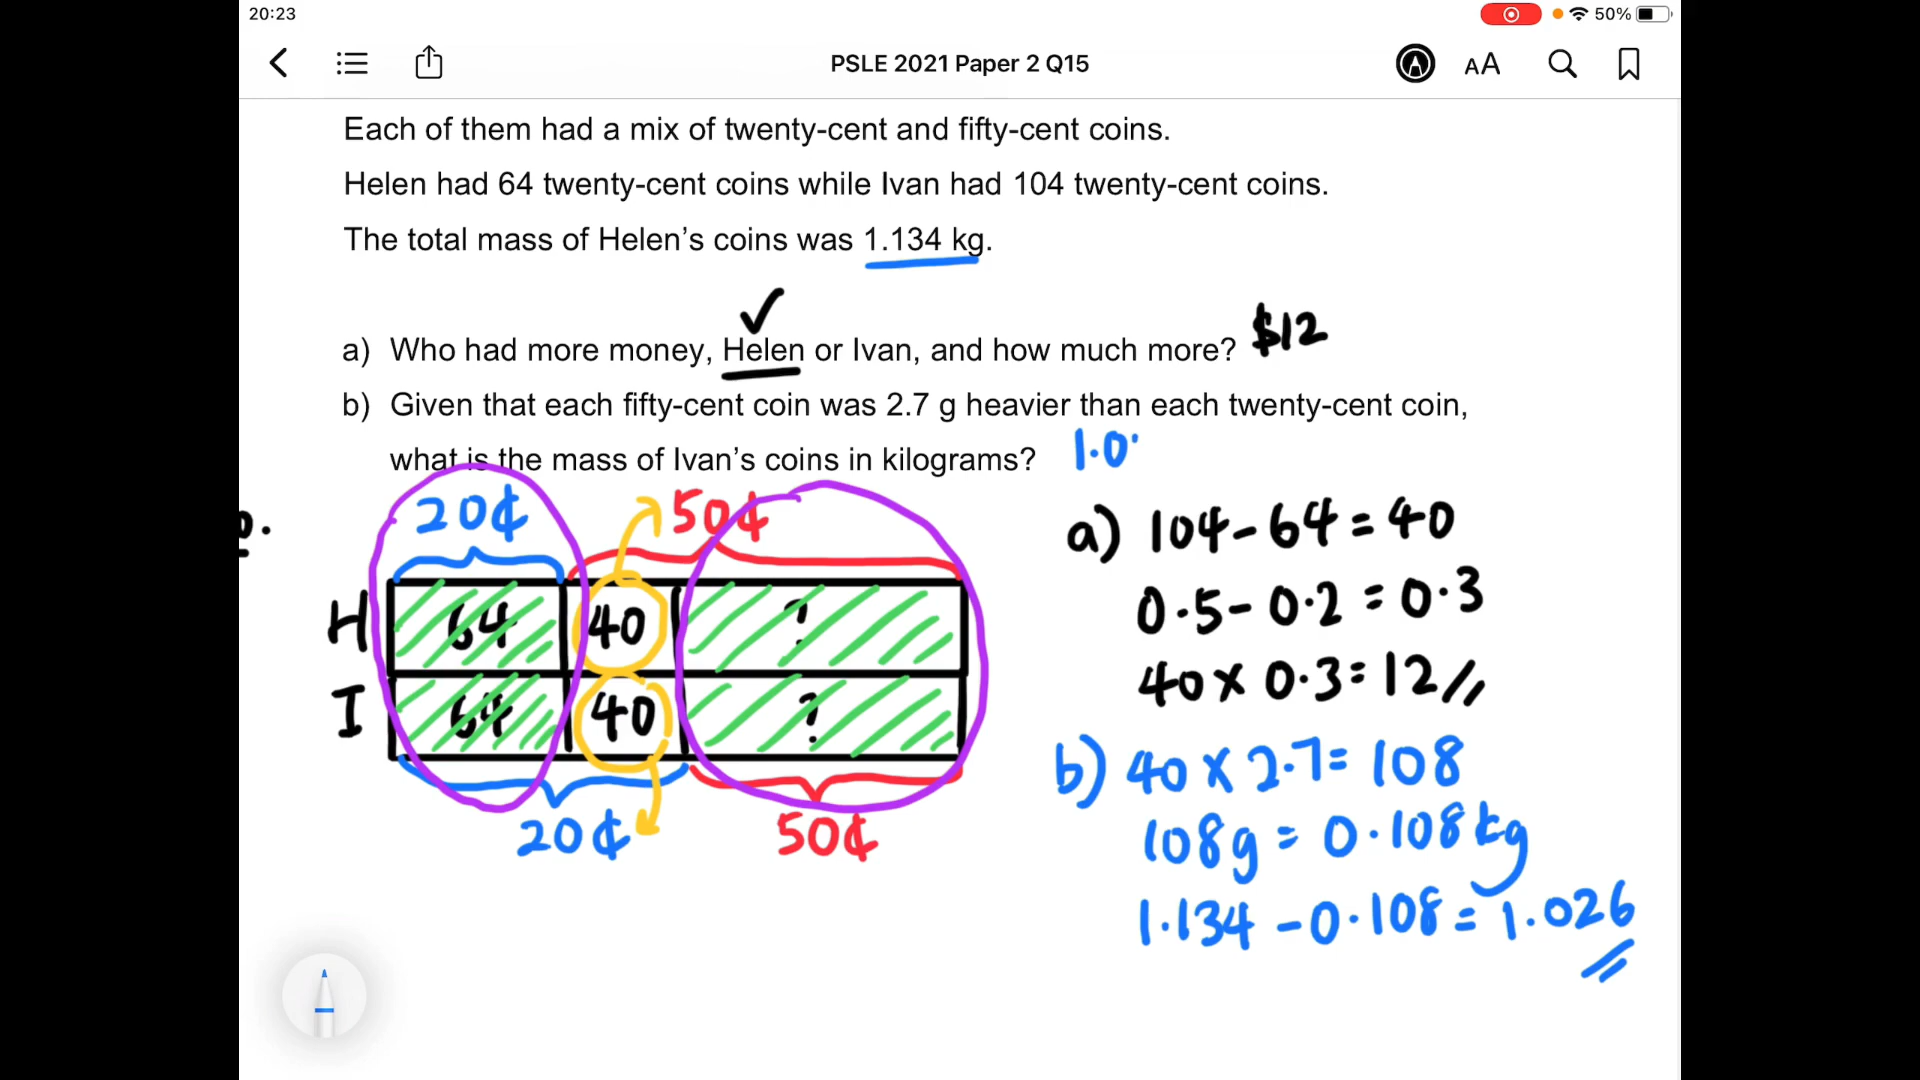 20:23
50%
PSLE 2021 Paper 2 Q15
AA
Each of them had a mix of twenty-cent and fifty-cent coins.
Helen had 64 twenty-cent coins while Ivan had 104 twenty-cent coins.
The total mass of Helen's coins was 1.134 kg.
✓
a) Who had more money, Helen or Ivan, and how much more? $12
b) Given that each fifty-cent coin was 2.7 g heavier than each twenty-cent coin,
what is the mass of Ivan's coins in kilograms? 1.0
20¢ 50¢
H 64 40 ?
I 64 40 ?
20¢ 50¢
a) 104-64=40
0.5-0.2=0.3
40x0.3=12
b) 40x2.7=108
108g=0.108kg
1.134-0.108=1.026